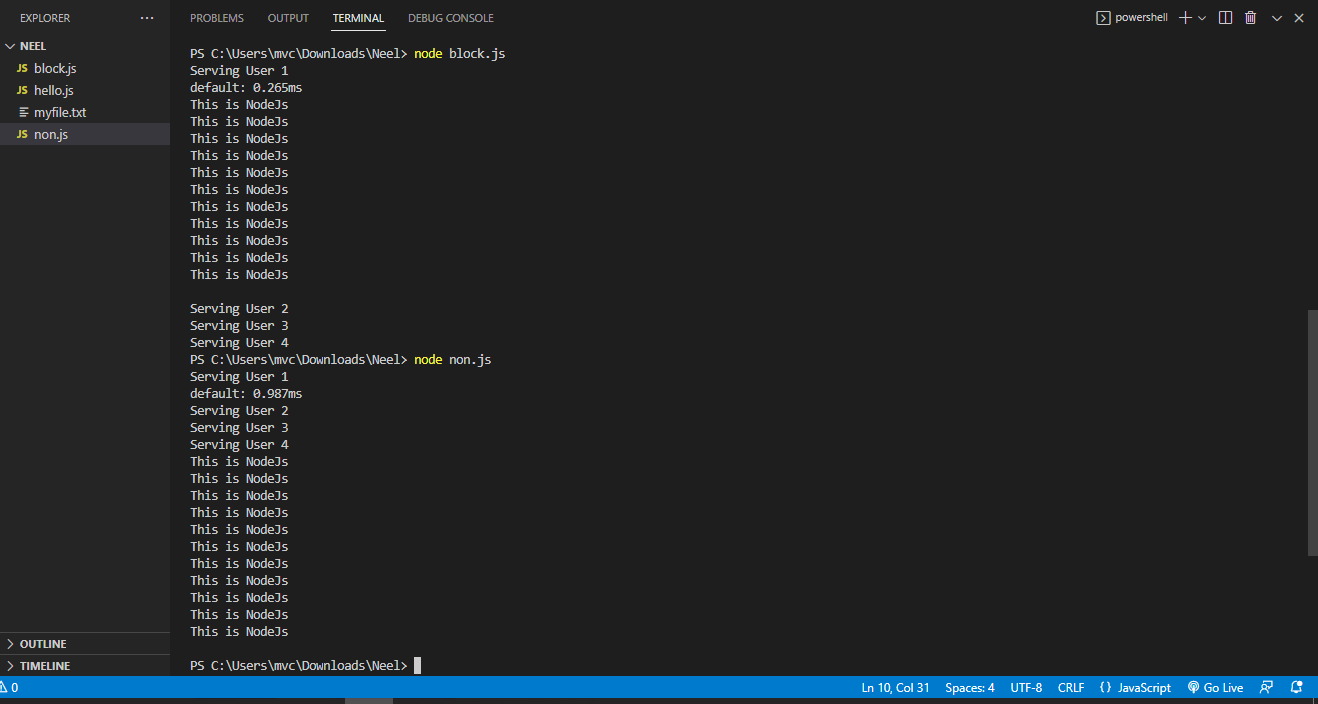 EXPLORER ···
NEEL
JS block.js
JS hello.js
myfile.txt
JS non.js
OUTLINE
TIMELINE
PROBLEMS OUTPUT TERMINAL DEBUG CONSOLE powershell
PS C:\Users\mvc\Downloads\Neel> node block.js
Serving User 1
default: 0.265ms
This is NodeJs
This is NodeJs
This is NodeJs
This is NodeJs
This is NodeJs
This is NodeJs
This is NodeJs
This is NodeJs
This is NodeJs
This is NodeJs
This is NodeJs
Serving User 2
Serving User 3
Serving User 4
PS C:\Users\mvc\Downloads\Neel> node non.js
Serving User 1
default: 0.987ms
Serving User 2
Serving User 3
Serving User 4
This is NodeJs
This is NodeJs
This is NodeJs
This is NodeJs
This is NodeJs
This is NodeJs
This is NodeJs
This is NodeJs
This is NodeJs
This is NodeJs
This is NodeJs
PS C:\Users\mvc\Downloads\Neel>
0 Ln 10, Col 31 Spaces: 4 UTF-8 CRLF {} JavaScript Go Live